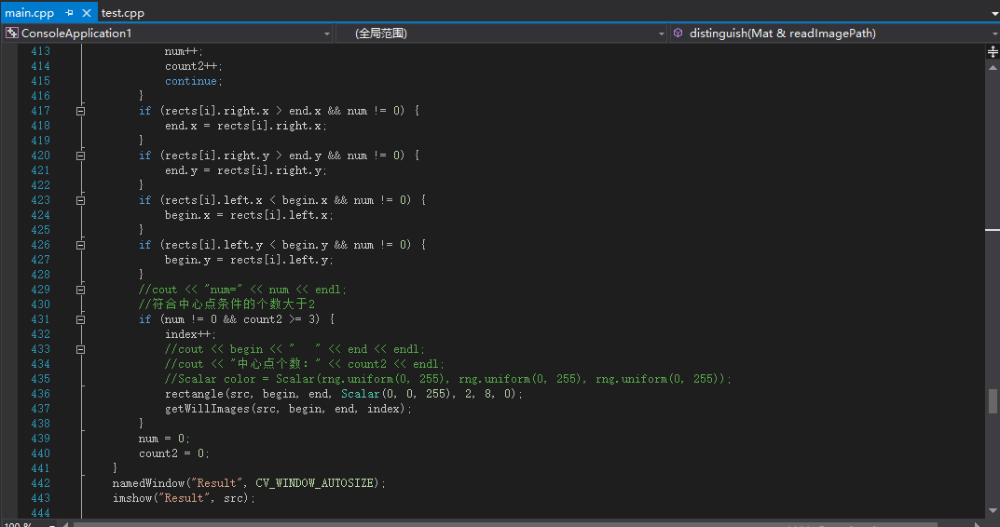 main.cpp test.cpp
ConsoleApplication1 (全局范围) distinguish(Mat & readImagePath)
413 num++;
414 count2++;
415 continue;
416 }
417 if (rects[i].right.x > end.x && num != 0) {
418 end.x = rects[i].right.x;
419 }
420 if (rects[i].right.y > end.y && num != 0) {
421 end.y = rects[i].right.y;
422 }
423 if (rects[i].left.x < begin.x && num != 0) {
424 begin.x = rects[i].left.x;
425 }
426 if (rects[i].left.y < begin.y && num != 0) {
427 begin.y = rects[i].left.y;
428 }
429 //cout << "num=" << num << endl;
430 //符合中心点条件的个数大于2
431 if (num != 0 && count2 >= 3) {
432 index++;
433 //cout << begin << "   " << end << endl;
434 //cout << "中心点个数：" << count2 << endl;
435 //Scalar color = Scalar(rng.uniform(0, 255), rng.uniform(0, 255), rng.uniform(0, 255));
436 rectangle(src, begin, end, Scalar(0, 0, 255), 2, 8, 0);
437 getWillImages(src, begin, end, index);
438 }
439 num = 0;
440 count2 = 0;
441 }
442 namedWindow("Result", CV_WINDOW_AUTOSIZE);
443 imshow("Result", src);
444
100 %